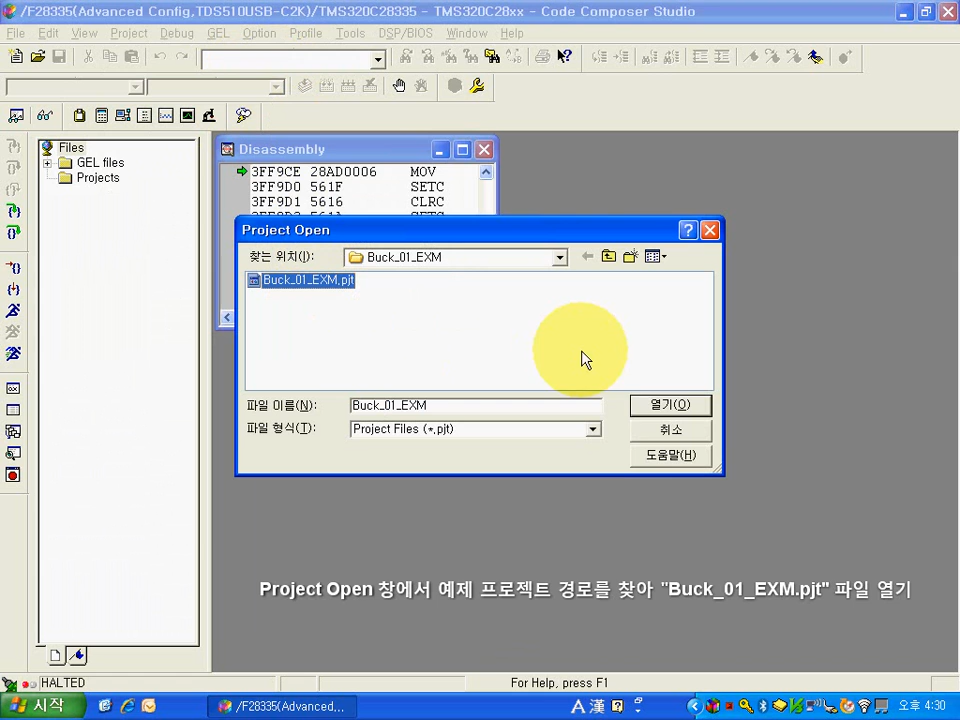 /F28335(Advanced Config,TDS510USB-C2K)/TMS320C28335 - TMS320C28xx - Code Composer Studio
File Edit View Project Debug GEL Option Profile Tools DSP/BIOS Window Help
Files
GEL files
Projects
Disassembly
3FF9CE 28AD0006 MOV
3FF9D0 561F SETC
3FF9D1 5616 CLRC
Project Open
찾는 위치(I):
Buck_01_EXM
Buck_01_EXM.pjt
파일 이름(N):
Buck_01_EXM
열기(O)
파일 형식(T):
Project Files (*.pjt)
취소
도움말(H)
Project Open 창에서 예제 프로젝트 경로를 찾아 "Buck_01_EXM.pjt" 파일 열기
HALTED
For Help, press F1
시작
/F28335(Advanced...
A 漢
오후 4:30